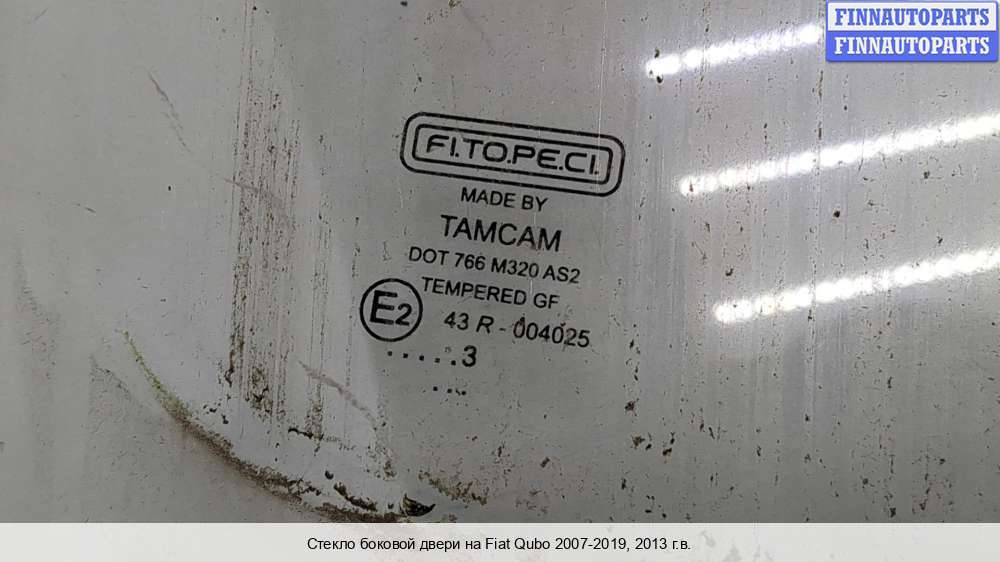 FINNAUTOPARTS
FINNAUTOPARTS
FI.TO.PE.CI.
MADE BY
TAMCAM
DOT 766 M320 AS2
TEMPERED GF
E2
43 R - 004025
.....3
...
Стекло боковой двери на Fiat Qubo 2007-2019, 2013 г.в.